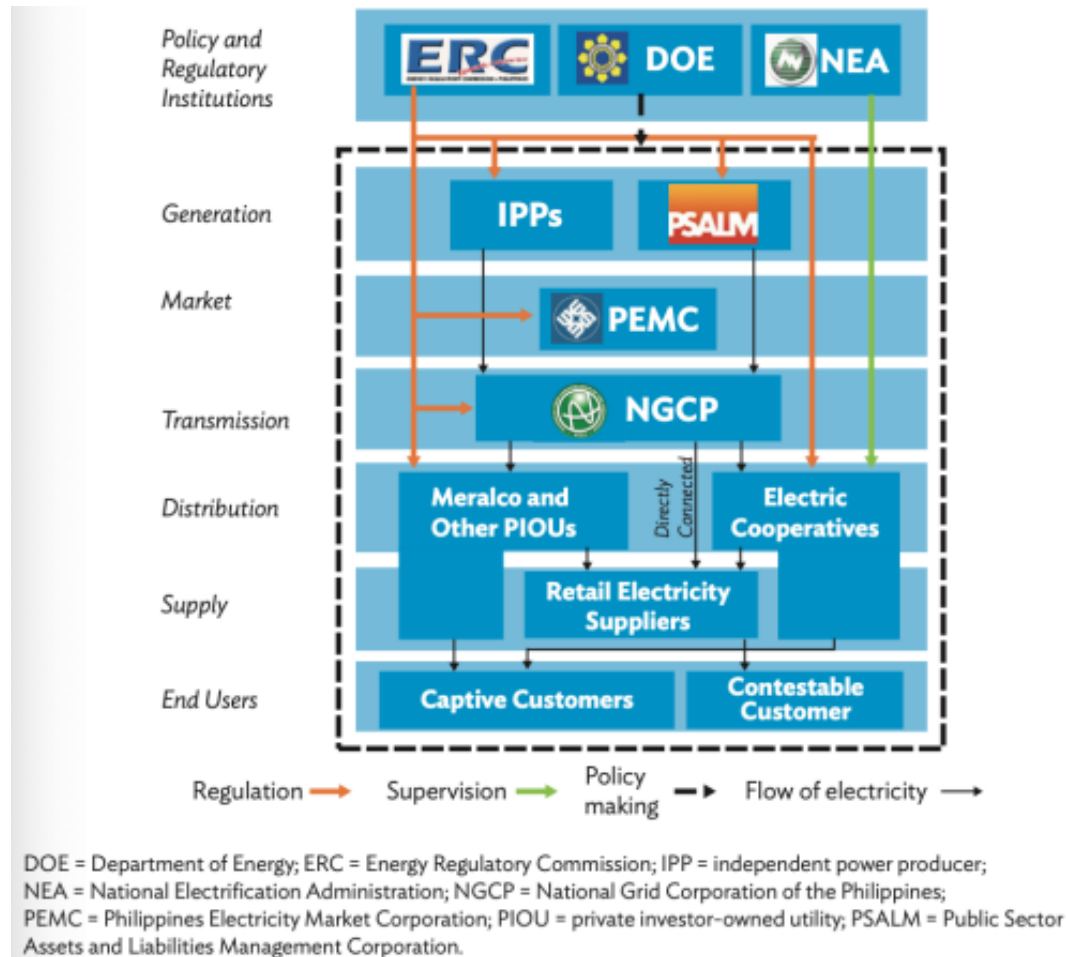 Policy and
Regulatory
Institutions
ERC
DOE
NEA
Generation
IPPs
PSALM
Market
PEMC
Transmission
NGCP
Distribution
Meralco and
Other PIOUs
Directly
Connected
Electric
Cooperatives
Supply
Retail Electricity
Suppliers
End Users
Captive Customers
Contestable
Customer
Regulation
Supervision
Policy
making
Flow of electricity
DOE = Department of Energy; ERC = Energy Regulatory Commission; IPP = independent power producer;
NEA = National Electrification Administration; NGCP = National Grid Corporation of the Philippines;
PEMC = Philippines Electricity Market Corporation; PIOU = private investor-owned utility; PSALM = Public Sector
Assets and Liabilities Management Corporation.